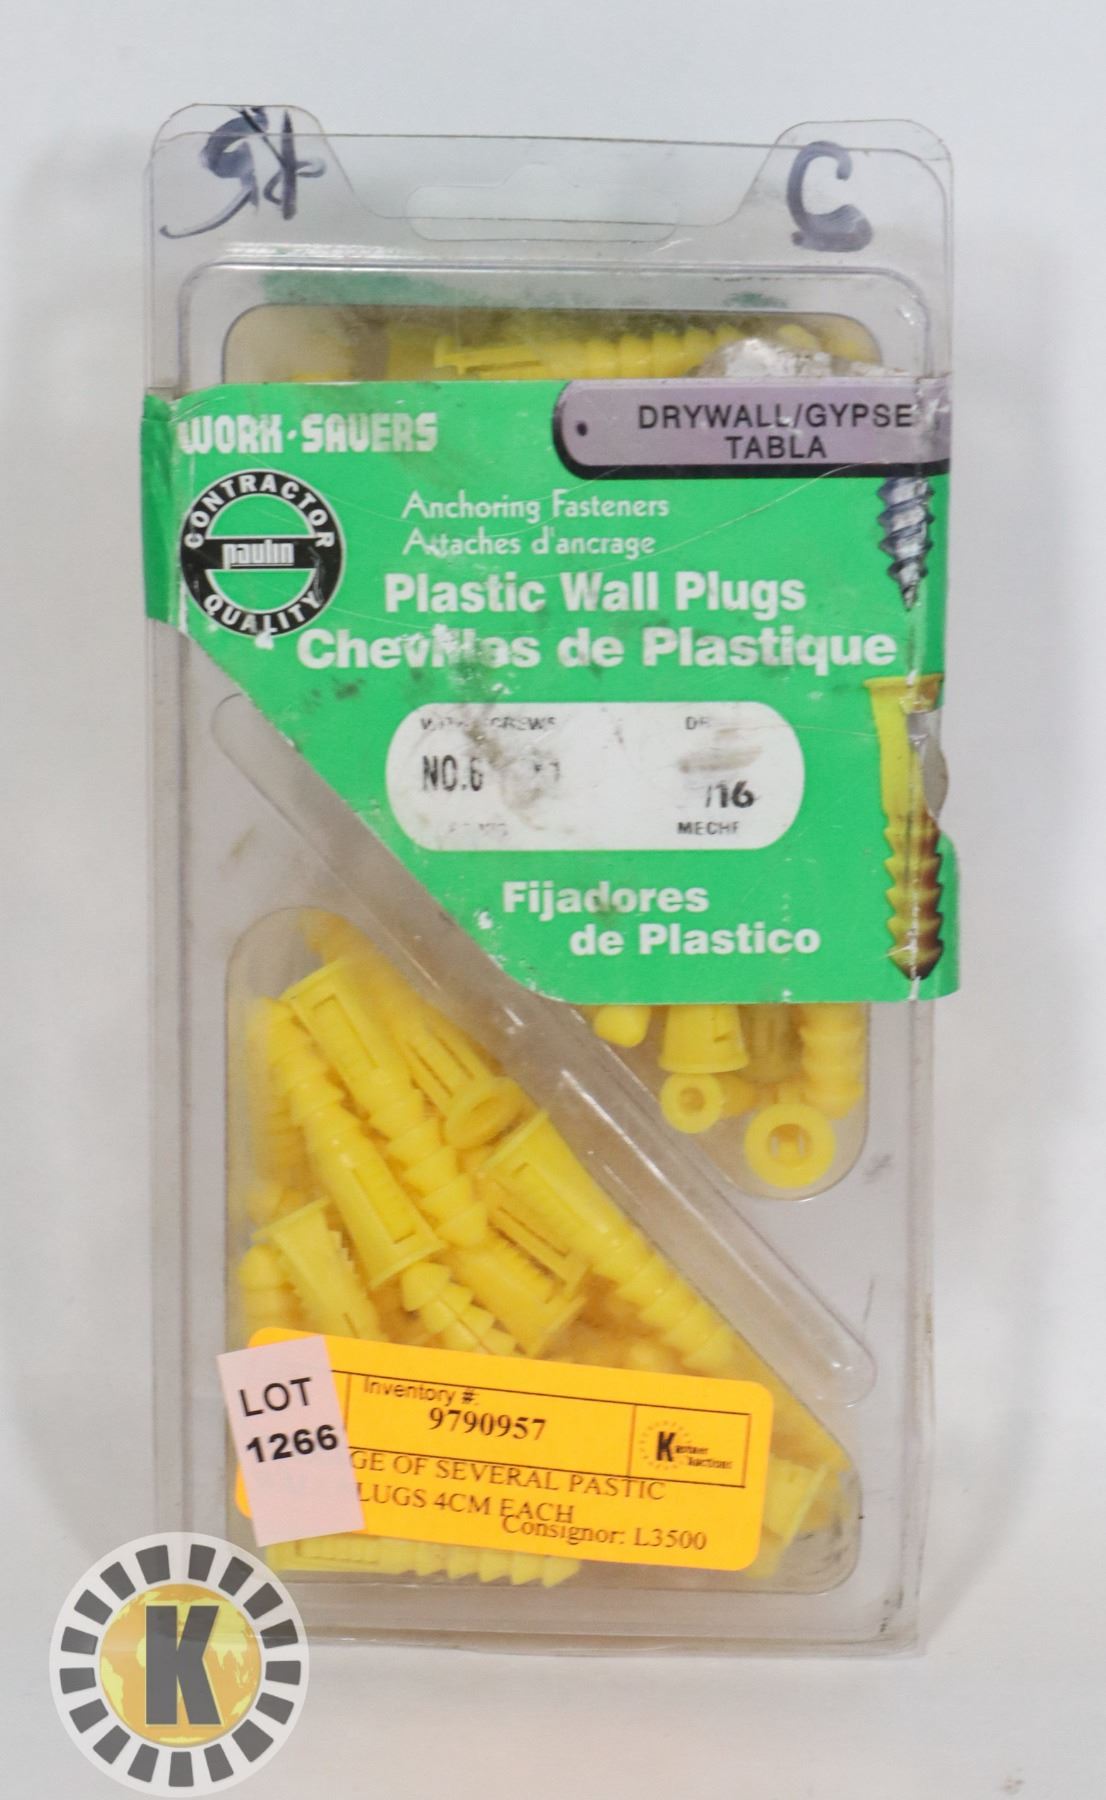 WORK·SAVERS
DRYWALL/GYPSE
TABLA
CONTRACTOR
paulin
QUALITY
Anchoring Fasteners
Attaches d'ancrage
Plastic Wall Plugs
Chevilles de Plastique
NO.6
/16
MECHE
Fijadores
de Plastico
LOT
1266
Inventory #:
9790957
GE OF SEVERAL PASTIC
LUGS 4CM EACH
Consignor: L3500
K